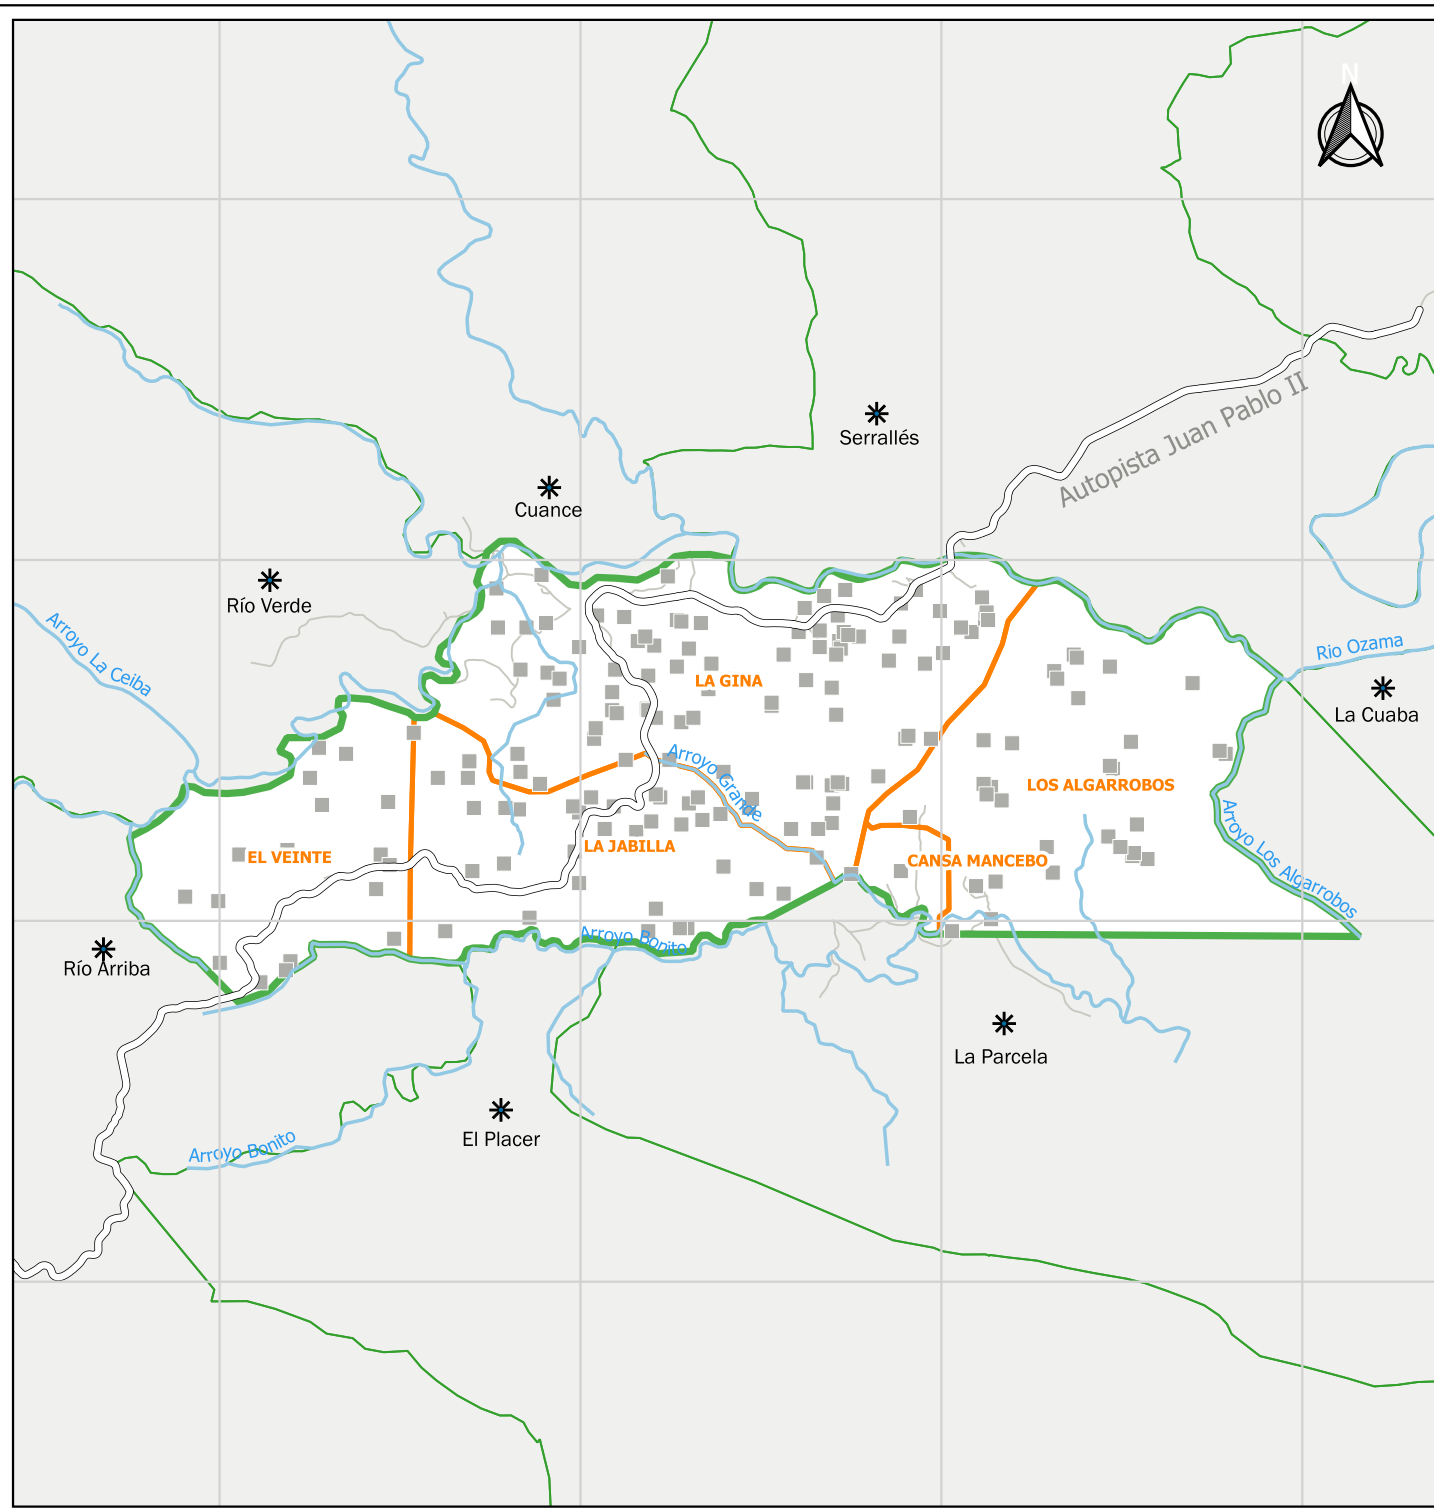 N
Autopista Juan Pablo II
Serrallés
Cuance
Río Verde
Arroyo La Ceiba
Rio Ozama
La Cuaba
LA GINA
Arroyo Grande
LOS ALGARROBOS
Arroyo Los Algarrobos
LA JABILLA
EL VEINTE
CANSA MANCEBO
Arroyo Bonito
Río Arriba
La Parcela
El Placer
Arroyo Bonito